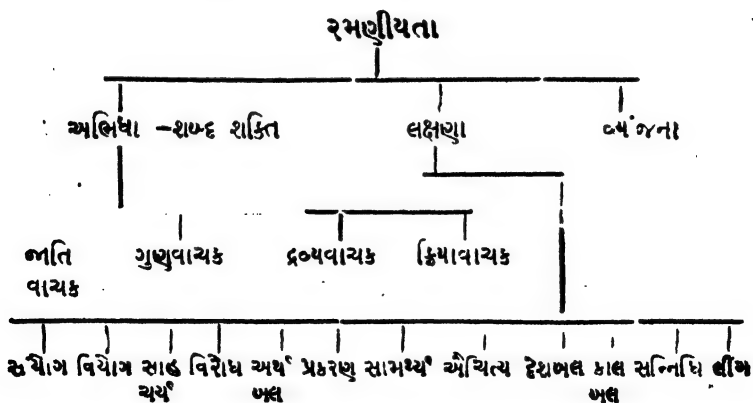 રમણીયતા
અભિધા –શબ્દ શક્તિ લક્ષણા વ્યંજના
જાતિ ગુણવાચક દ્રવ્યવાચક ક્રિયાવાચક
વાચક
સંયોગ વિયોગ સાહ વિરોધ અર્થ પ્રકરણ સામર્થ્ય ઔચિત્ય દેશબલ કાલ સન્નિધિ લીંગ
ચર્ય બલ બલ